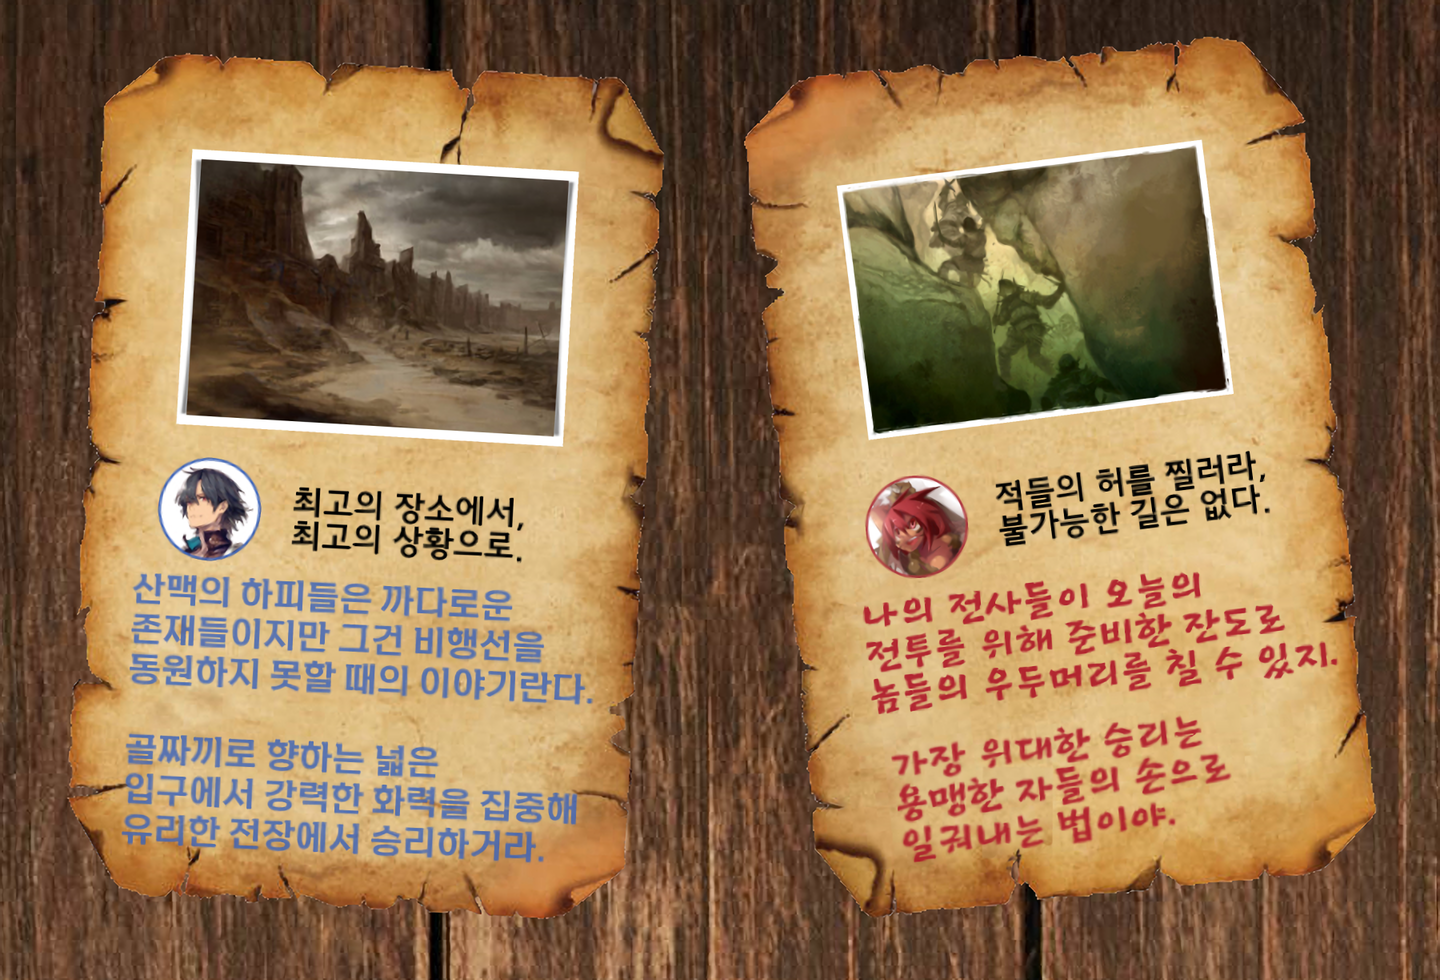 최고의 장소에서,
최고의 상황으로.
산맥의 하피들은 까다로운
존재들이지만 그건 비행선을
동원하지 못할 때의 이야기란다.
골짜끼로 향하는 넓은
입구에서 강력한 화력을 집중해
유리한 전장에서 승리하거라.
적들의 허를 찔러라,
불가능한 길은 없다.
나의 전사들이 오늘의
전투를 위해 준비한 잔도로
놈들의 우두머리를 칠 수 있지.
가장 위대한 승리는
용맹한 자들의 손으로
일궈내는 법이야.